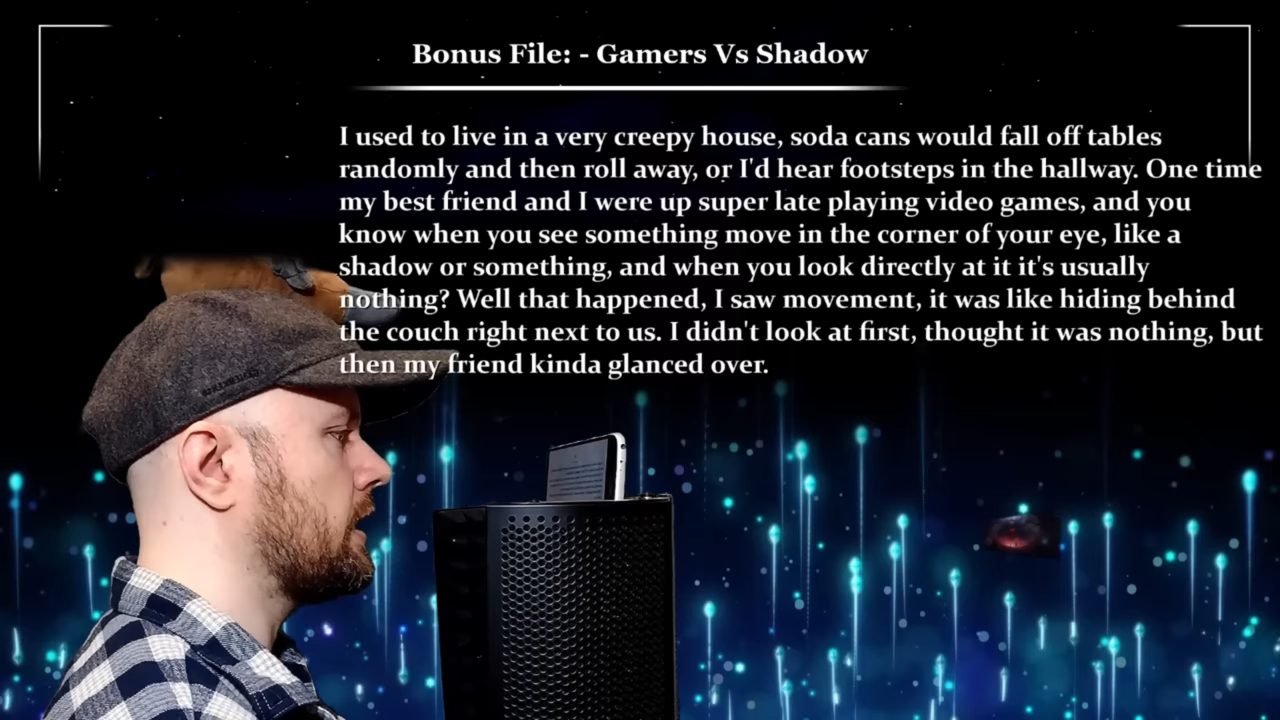 Bonus File: - Gamers Vs Shadow
I used to live in a very creepy house, soda cans would fall off tables
randomly and then roll away, or I'd hear footsteps in the hallway. One time
my best friend and I were up super late playing video games, and you
know when you see something move in the corner of your eye, like a
shadow or something, and when you look directly at it it's usually
nothing? Well that happened, I saw movement, it was like hiding behind
the couch right next to us. I didn't look at first, thought it was nothing, but
then my friend kinda glanced over.